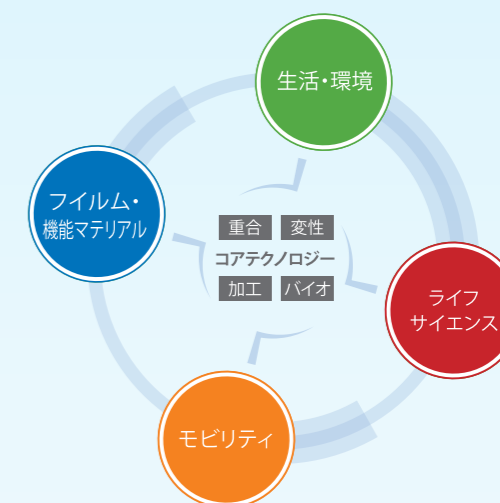 生活・環境
フイルム・
機能マテリアル
重合 変性
コアテクノロジー
加工 バイオ
ライフ
サイエンス
モビリティ